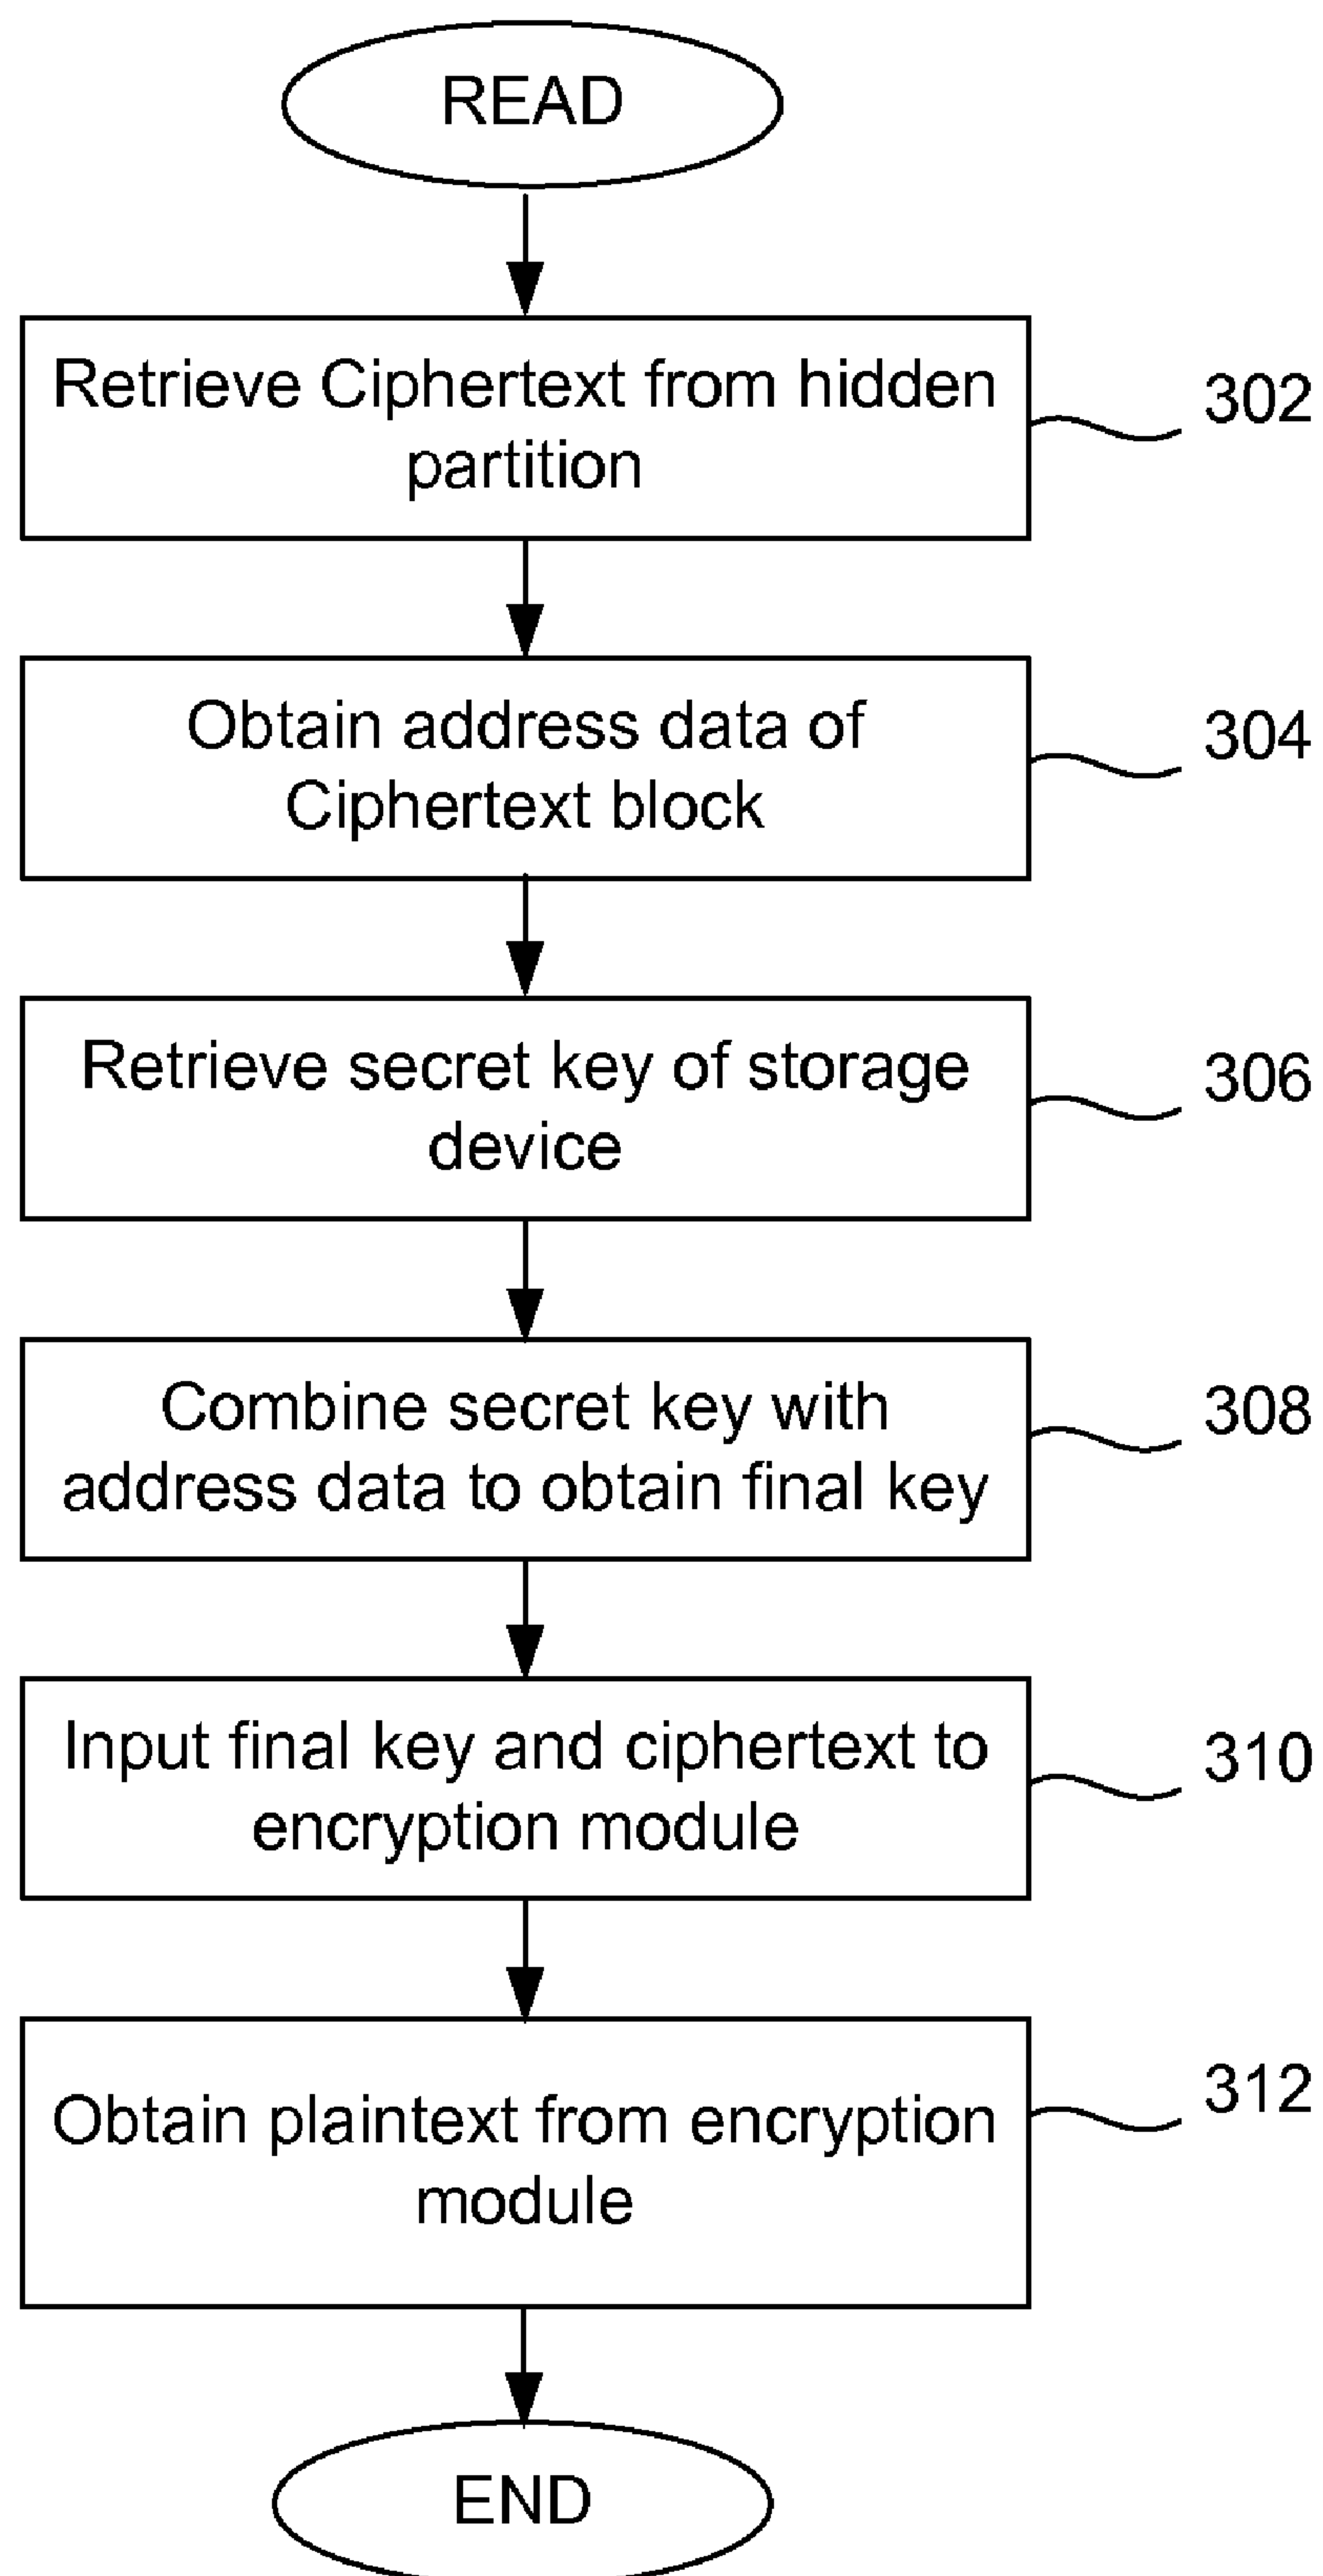 READ
Retrieve Ciphertext from hidden
partition
302
Obtain address data of
Ciphertext block
304
Retrieve secret key of storage
device
306
Combine secret key with
address data to obtain final key
308
Input final key and ciphertext to
encryption module
310
Obtain plaintext from encryption
module
312
END